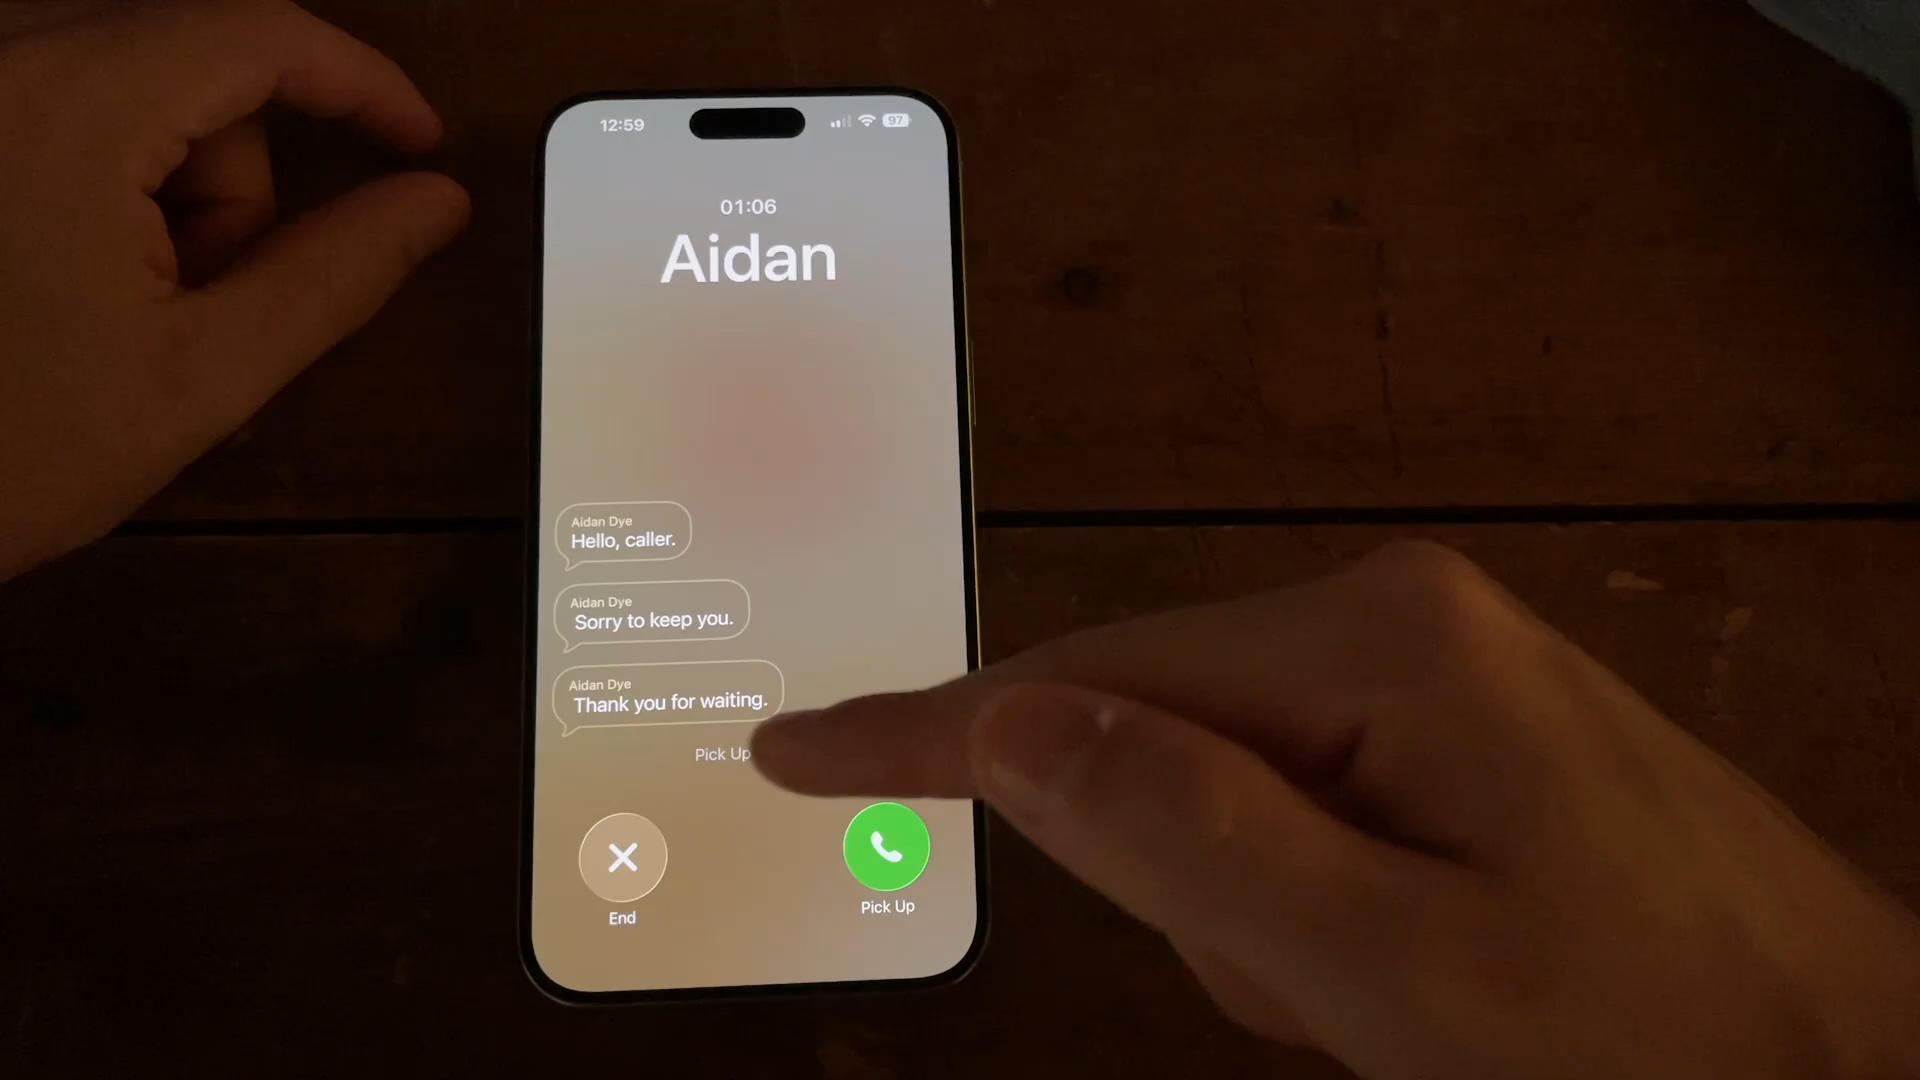 12:59
97
01:06
Aidan
Aidan Dye
Hello, caller.
Aidan Dye
Sorry to keep you.
Aidan Dye
Thank you for waiting.
Pick Up
End
Pick Up